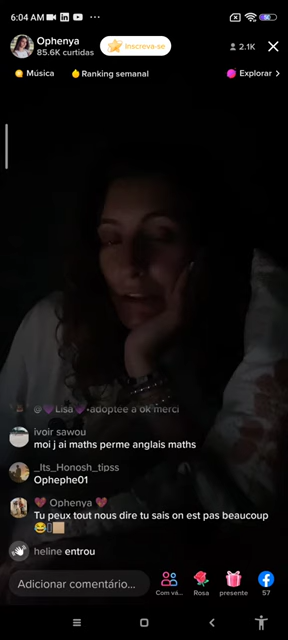 6:04 AM
Ophenya
85.6K curtidas
Inscreva-se
2.1K
Música
Ranking semanal
Explorar
@💜Lisa💜-adoptée a ok merci
ivoir sawou
moi j ai maths perme anglais maths
_Its_Honosh_tipss
Ophephe01
💗 Ophenya 💗
Tu peux tout nous dire tu sais on est pas beaucoup
😂
heline entrou
Adicionar comentário...
Com va...
Rosa
presente
57